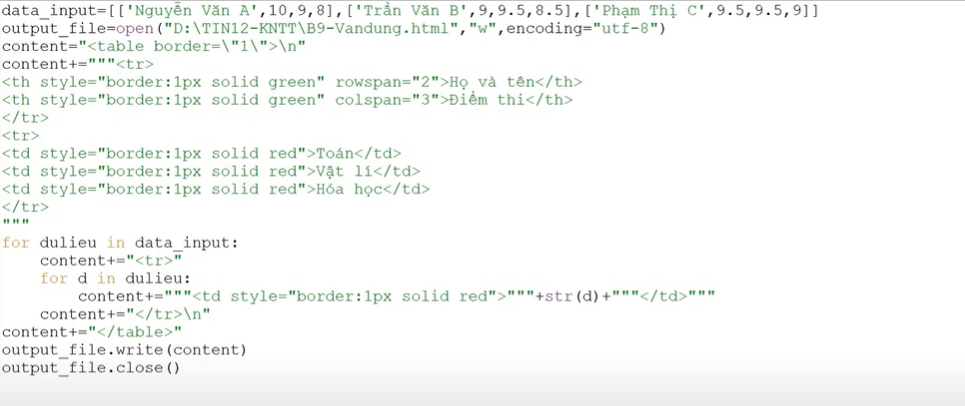 data_input=[['Nguyễn Văn A',10,9,8],['Trần Văn B',9,9.5,8.5],['Phạm Thị C',9.5,9.5,9]]
output_file=open("D:\TIN12-KNTT\B9-Vandung.html","w",encoding="utf-8")
content="<table border=\"1\">\n"
content+="""<tr>
<th style="border:1px solid green" rowspan="2">Họ và tên</th>
<th style="border:1px solid green" colspan="3">Điểm thi</th>
</tr>
<tr>
<td style="border:1px solid red">Toán</td>
<td style="border:1px solid red">Vật lí</td>
<td style="border:1px solid red">Hóa học</td>
</tr>
"""
for dulieu in data_input:
    content+="<tr>"
    for d in dulieu:
        content+="""<td style="border:1px solid red">"""+str(d)+"""</td>"""
    content+="</tr>\n"
content+="</table>"
output_file.write(content)
output_file.close()